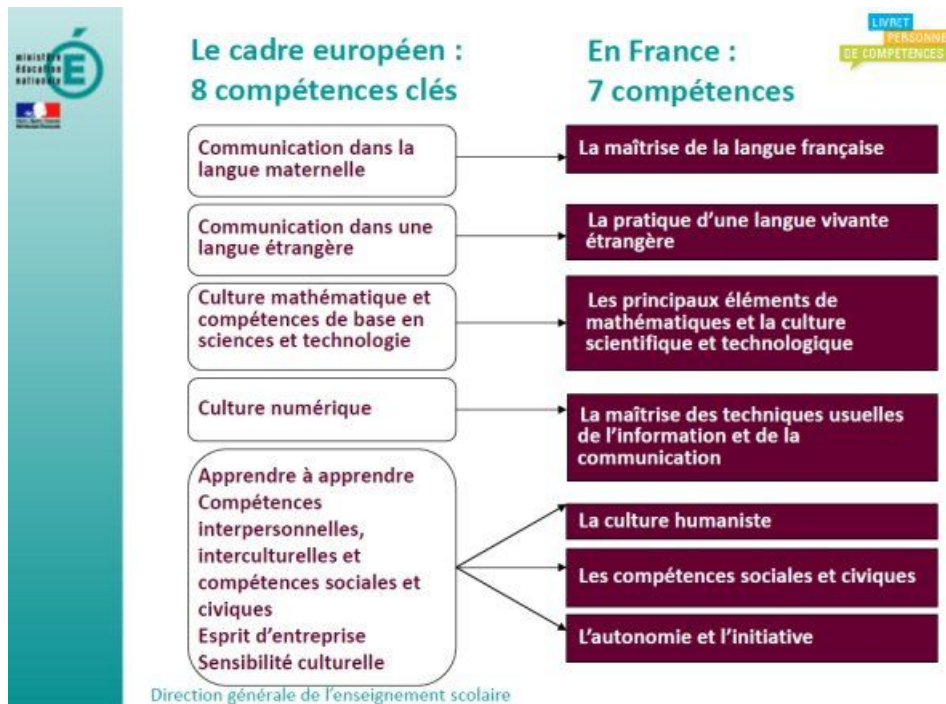 ministère
éducation
nationale
Le cadre européen :
8 compétences clés
En France :
7 compétences
LIVRET
PERSONNE
DE COMPÉTENCES
Communication dans la
langue maternelle
La maîtrise de la langue française
Communication dans une
langue étrangère
La pratique d'une langue vivante
étrangère
Culture mathématique et
compétences de base en
sciences et technologie
Les principaux éléments de
mathématiques et la culture
scientifique et technologique
Culture numérique
La maîtrise des techniques usuelles
de l'information et de la
communication
Apprendre à apprendre
Compétences
interpersonnelles,
interculturelles et
compétences sociales et
civiques
Esprit d'entreprise
Sensibilité culturelle
La culture humaniste
Les compétences sociales et civiques
L'autonomie et l'initiative
Direction générale de l'enseignement scolaire